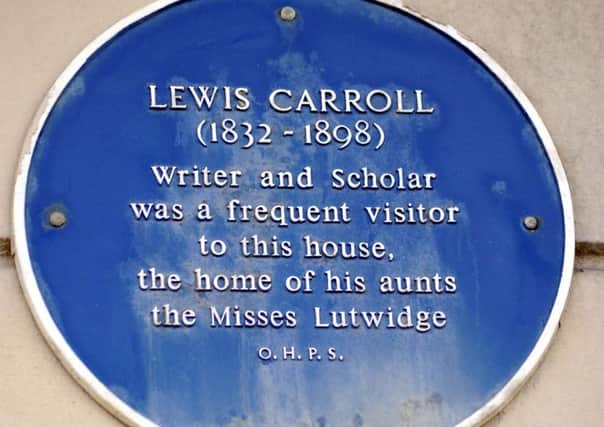 LEWIS CARROLL
(1832 - 1898)
Writer and Scholar
was a frequent visitor
to this house,
the home of his aunts
the Misses Lutwidge
O.H.P.S.